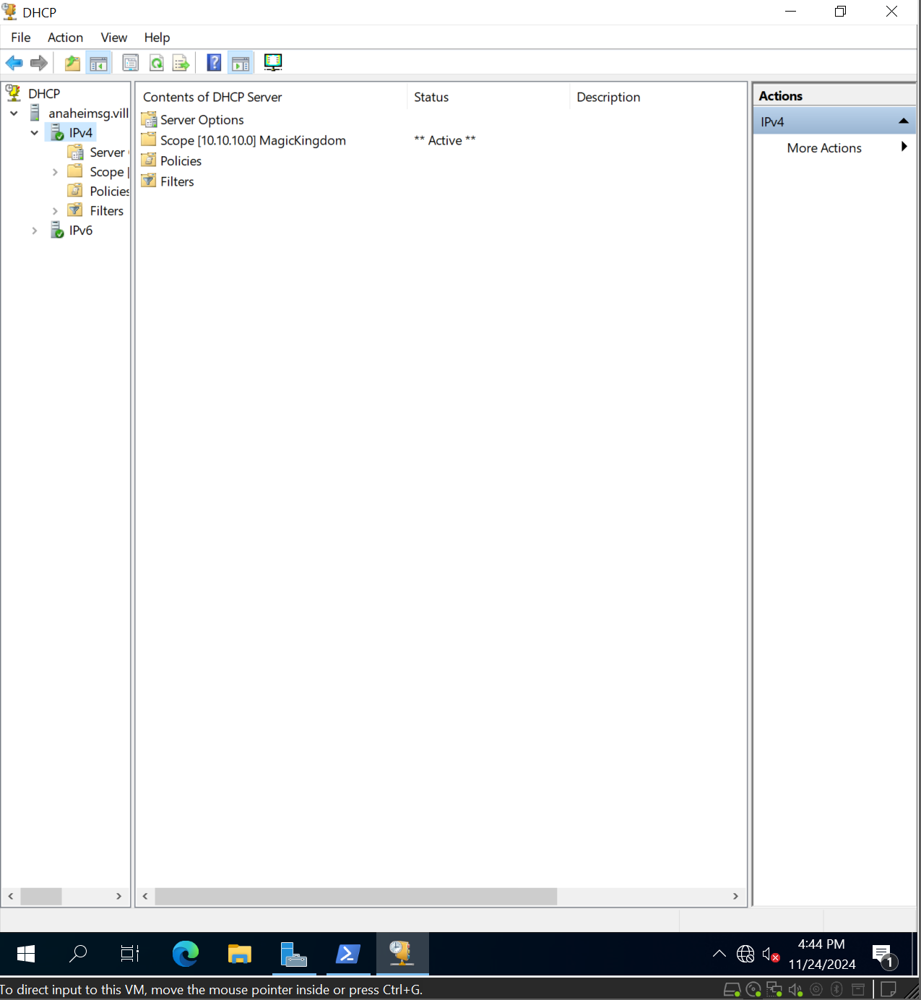 DHCP
File Action View Help
DHCP
anaheimsg.vill
IPv4
Server
Scope [
Policies
Filters
IPv6
Contents of DHCP Server Status Description
Server Options
Scope [10.10.10.0] MagicKingdom ** Active **
Policies
Filters
Actions
IPv4
More Actions
4:44 PM
11/24/2024
1
To direct input to this VM, move the mouse pointer inside or press Ctrl+G.